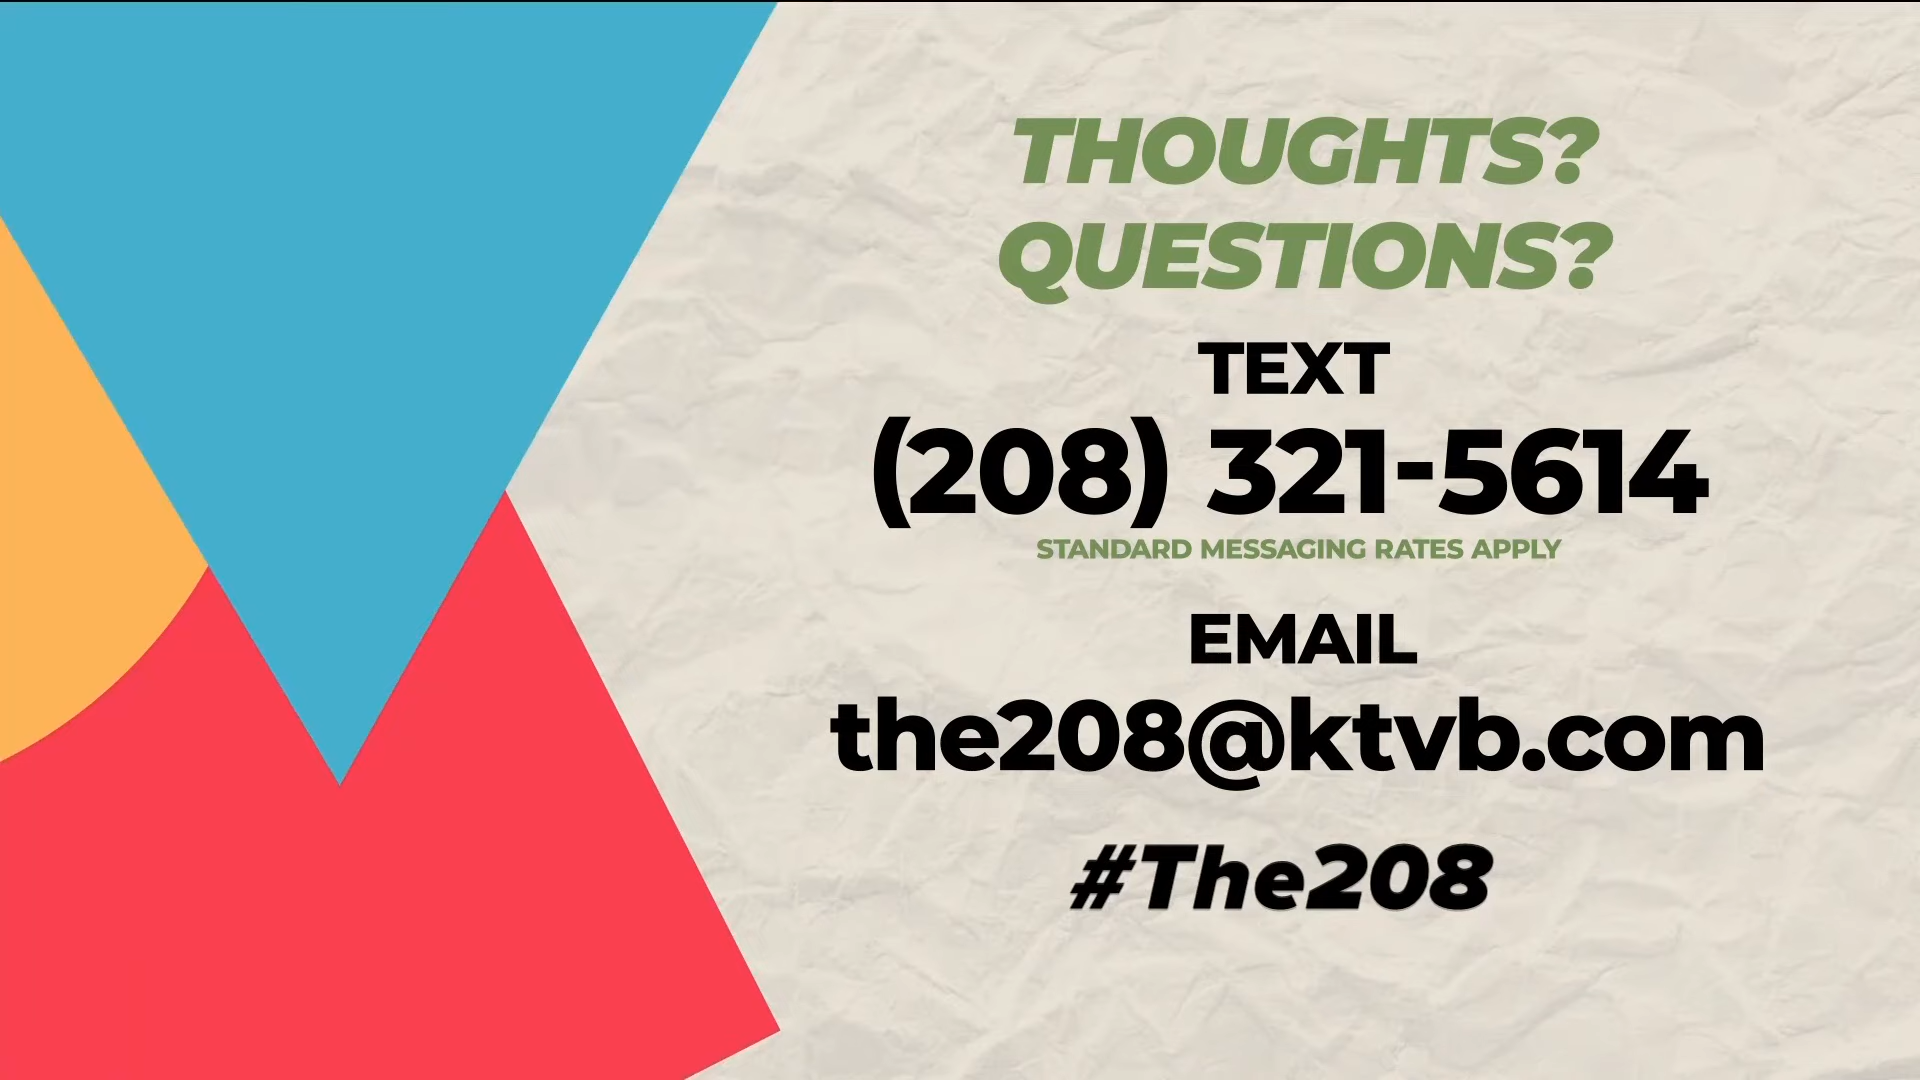 THOUGHTS?
QUESTIONS?
TEXT
(208) 321-5614
STANDARD MESSAGING RATES APPLY
EMAIL
the208@ktvb.com
#The208